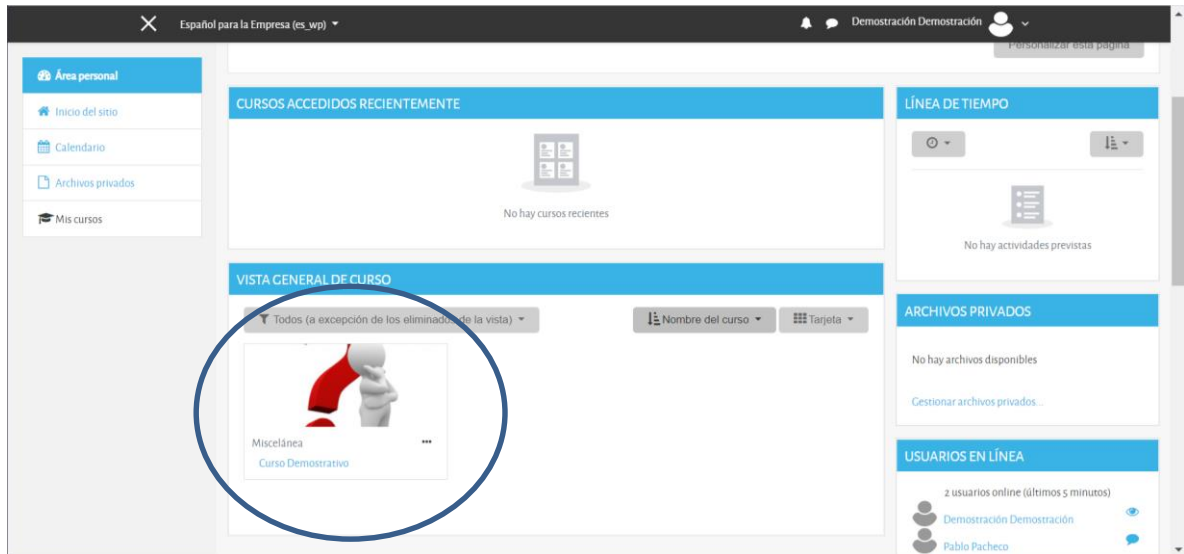 Español para la Empresa (es_wp)
Demostración Demostración
Personalizar esta página
Área personal
Inicio del sitio
Calendario
Archivos privados
Mis cursos
CURSOS ACCEDIDOS RECIENTEMENTE
No hay cursos recientes
VISTA GENERAL DE CURSO
Todos (a excepción de los eliminados de la vista)
Nombre del curso
Tarjeta
Miscelánea
Curso Demostrativo
LÍNEA DE TIEMPO
No hay actividades previstas
ARCHIVOS PRIVADOS
No hay archivos disponibles
Gestionar archivos privados...
USUARIOS EN LÍNEA
2 usuarios online (últimos 5 minutos)
Demostración Demostración
Pablo Pacheco